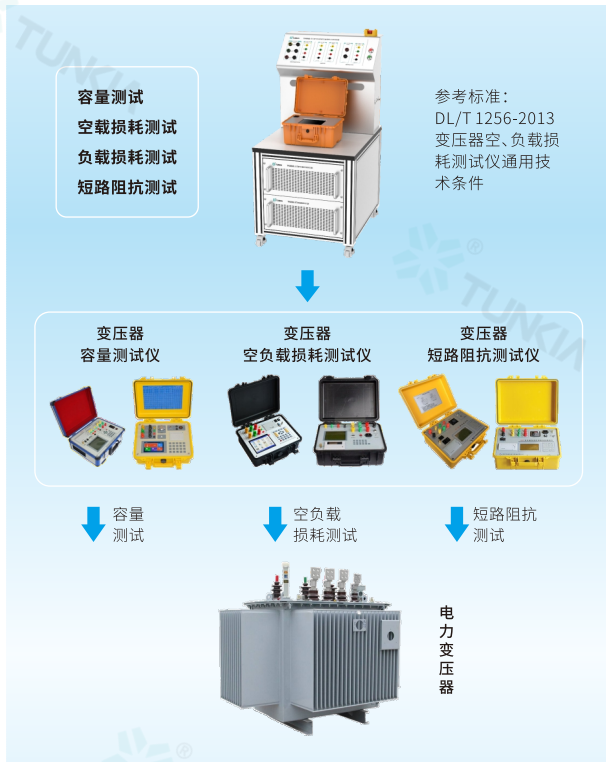 TUNKIA
容量测试
空载损耗测试
负载损耗测试
短路阻抗测试
参考标准：
DL/T 1256-2013
变压器空、负载损
耗测试仪通用技
术条件
®
TUNKIA
变压器
容量测试仪
变压器
空负载损耗测试仪
变压器
短路阻抗测试仪
容量
测试
空负载
损耗测试
短路阻抗
测试
电力变压器
®